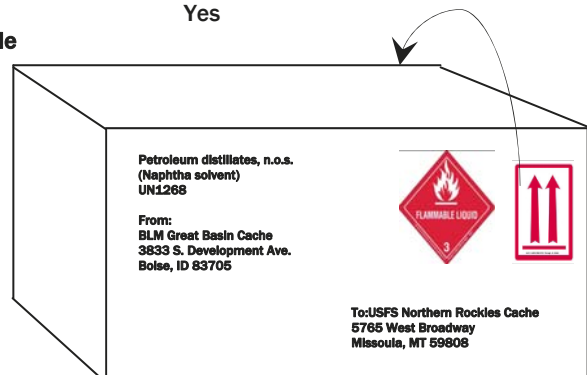 Yes
le
Petroleum distillates, n.o.s.
(Naphtha solvent)
UN1268
From:
BLM Great Basin Cache
3833 S. Development Ave.
Boise, ID 83705
FLAMMABLE LIQUID
3
To:USFS Northern Rockies Cache
5765 West Broadway
Missoula, MT 59808